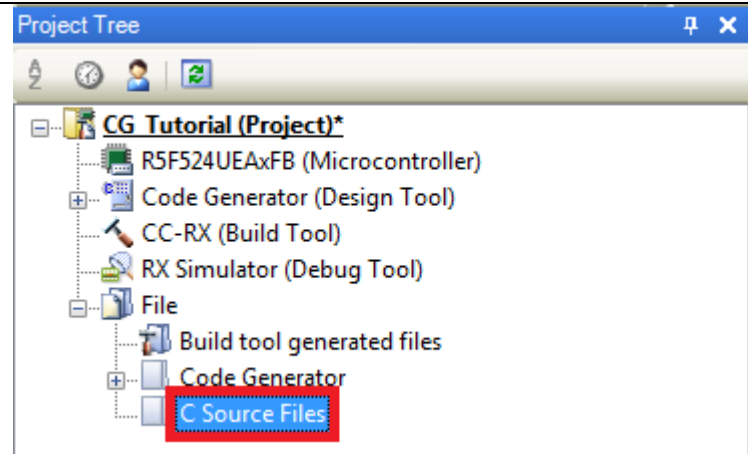 Project Tree
CG_Tutorial (Project)*
R5F524UEAxFB (Microcontroller)
Code Generator (Design Tool)
CC-RX (Build Tool)
RX Simulator (Debug Tool)
File
Build tool generated files
Code Generator
C Source Files